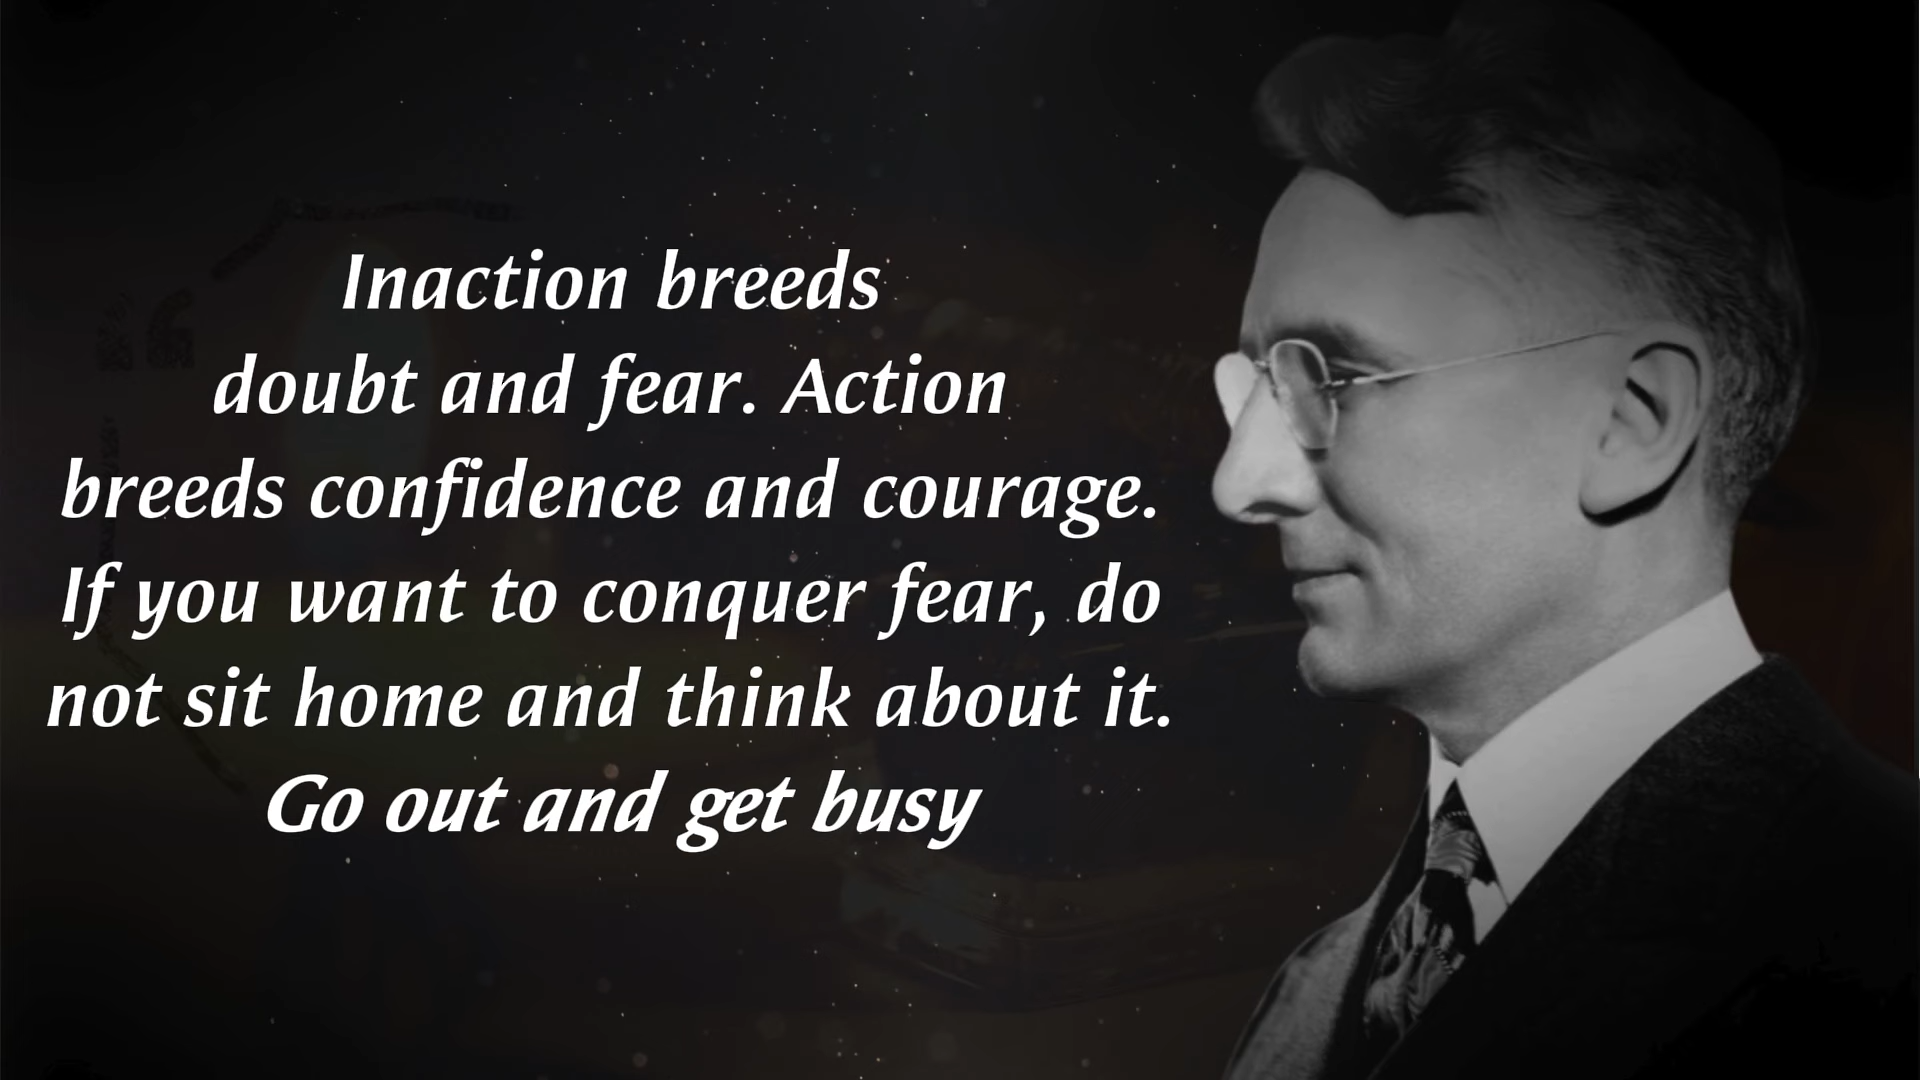 Inaction breeds
doubt and fear. Action
breeds confidence and courage.
If you want to conquer fear, do
not sit home and think about it.
Go out and get busy